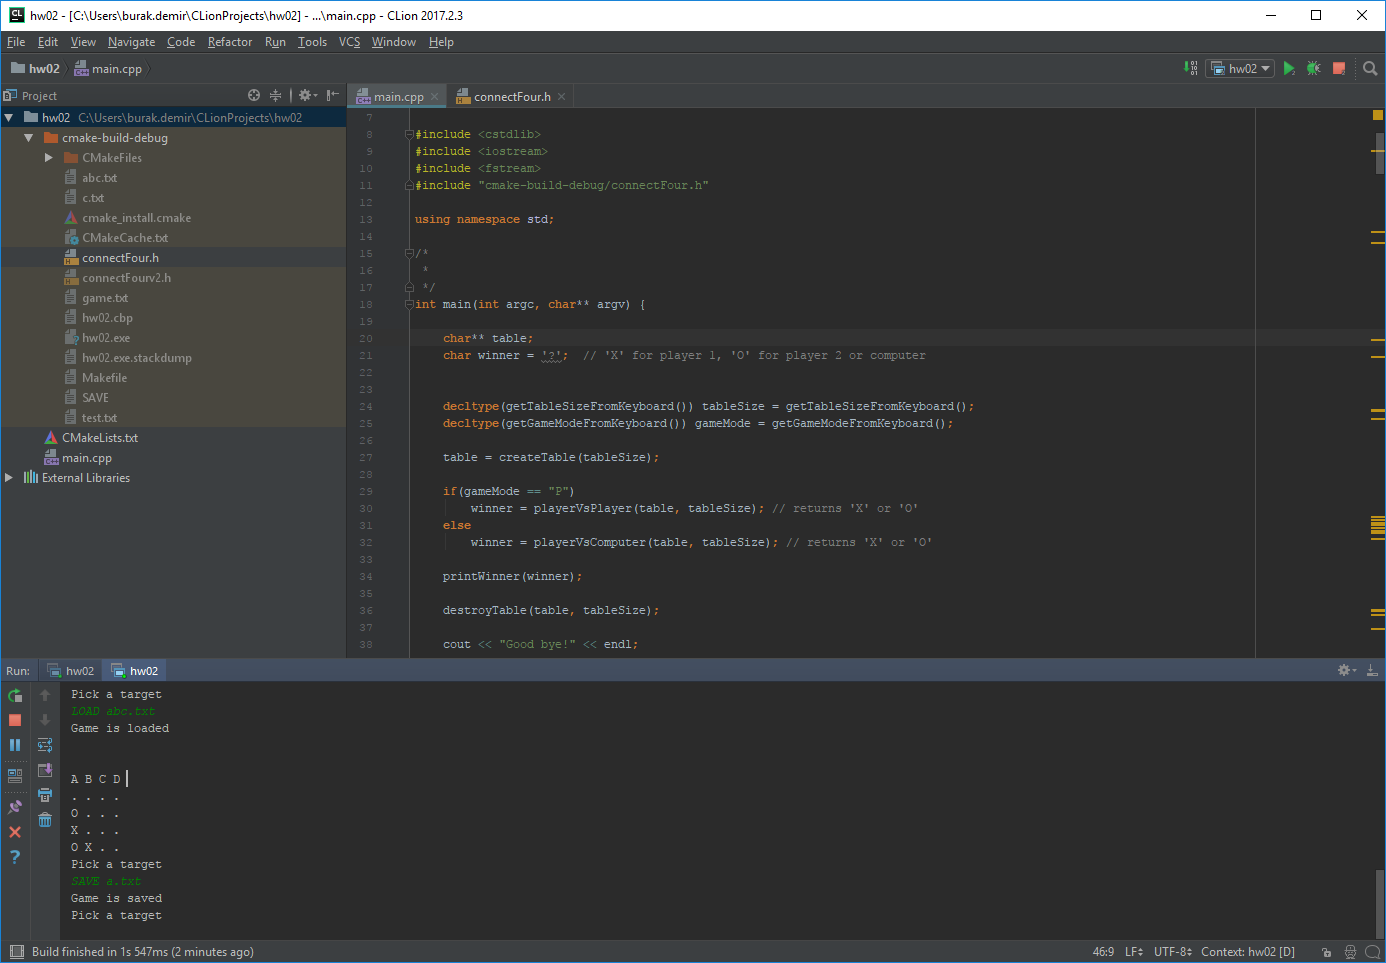 hw02 - [C:\Users\burak.demir\CLionProjects\hw02] - ...\main.cpp - CLion 2017.2.3
File Edit View Navigate Code Refactor Run Tools VCS Window Help
hw02 main.cpp
hw02
Project
main.cpp connectFour.h
hw02 C:\Users\burak.demir\CLionProjects\hw02
cmake-build-debug
CMakeFiles
abc.txt
c.txt
cmake_install.cmake
CMakeCache.txt
connectFour.h
connectFourv2.h
game.txt
hw02.cbp
hw02.exe
hw02.exe.stackdump
Makefile
SAVE
test.txt
CMakeLists.txt
main.cpp
External Libraries
7
8 #include <cstdlib>
9 #include <iostream>
10 #include <fstream>
11 #include "cmake-build-debug/connectFour.h"
12
13 using namespace std;
14
15 /*
16 *
17 */
18 int main(int argc, char** argv) {
19
20 char** table;
21 char winner = '?'; // 'X' for player 1, 'O' for player 2 or computer
22
23
24 decltype(getTableSizeFromKeyboard()) tableSize = getTableSizeFromKeyboard();
25 decltype(getGameModeFromKeyboard()) gameMode = getGameModeFromKeyboard();
26
27 table = createTable(tableSize);
28
29 if(gameMode == "P")
30 winner = playerVsPlayer(table, tableSize); // returns 'X' or 'O'
31 else
32 winner = playerVsComputer(table, tableSize); // returns 'X' or 'O'
33
34 printWinner(winner);
35
36 destroyTable(table, tableSize);
37
38 cout << "Good bye!" << endl;
Run: hw02 hw02
Pick a target
LOAD abc.txt
Game is loaded
A B C D
. . . .
O . . .
X . . .
O X . .
Pick a target
SAVE a.txt
Game is saved
Pick a target
Build finished in 1s 547ms (2 minutes ago)
46:9 LF UTF-8 Context: hw02 [D]